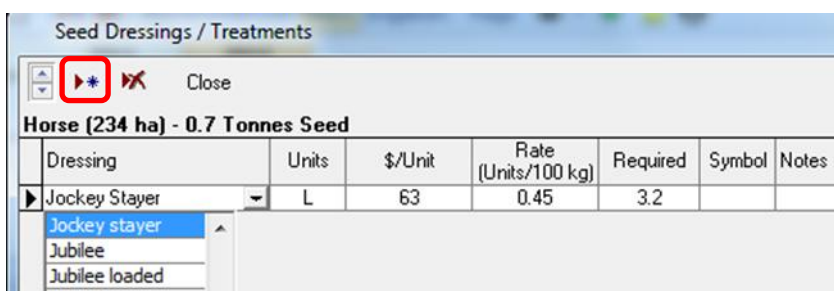 Seed Dressings / Treatments
Close
Horse (234 ha) - 0.7 Tonnes Seed
Dressing Units $/Unit Rate (Units/100 kg) Required Symbol Notes
Jockey Stayer L 63 0.45 3.2
Jockey stayer
Jubilee
Jubilee loaded